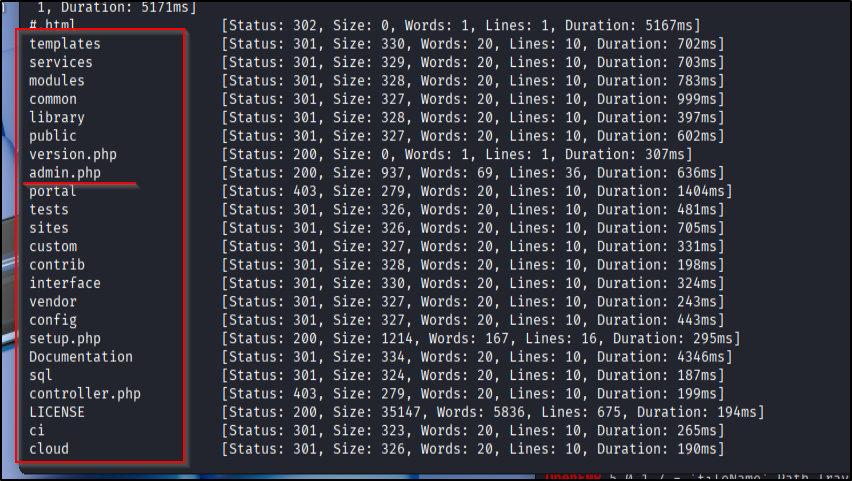 1, Duration: 5171ms]
# html [Status: 302, Size: 0, Words: 1, Lines: 1, Duration: 5167ms]
templates [Status: 301, Size: 330, Words: 20, Lines: 10, Duration: 702ms]
services [Status: 301, Size: 329, Words: 20, Lines: 10, Duration: 703ms]
modules [Status: 301, Size: 328, Words: 20, Lines: 10, Duration: 783ms]
common [Status: 301, Size: 327, Words: 20, Lines: 10, Duration: 999ms]
library [Status: 301, Size: 328, Words: 20, Lines: 10, Duration: 397ms]
public [Status: 301, Size: 327, Words: 20, Lines: 10, Duration: 602ms]
version.php [Status: 200, Size: 0, Words: 1, Lines: 1, Duration: 307ms]
admin.php [Status: 200, Size: 937, Words: 69, Lines: 36, Duration: 636ms]
portal [Status: 403, Size: 279, Words: 20, Lines: 10, Duration: 1404ms]
tests [Status: 301, Size: 326, Words: 20, Lines: 10, Duration: 481ms]
sites [Status: 301, Size: 326, Words: 20, Lines: 10, Duration: 705ms]
custom [Status: 301, Size: 327, Words: 20, Lines: 10, Duration: 331ms]
contrib [Status: 301, Size: 328, Words: 20, Lines: 10, Duration: 198ms]
interface [Status: 301, Size: 330, Words: 20, Lines: 10, Duration: 324ms]
vendor [Status: 301, Size: 327, Words: 20, Lines: 10, Duration: 243ms]
config [Status: 301, Size: 327, Words: 20, Lines: 10, Duration: 443ms]
setup.php [Status: 200, Size: 1214, Words: 167, Lines: 16, Duration: 295ms]
Documentation [Status: 301, Size: 334, Words: 20, Lines: 10, Duration: 4346ms]
sql [Status: 301, Size: 324, Words: 20, Lines: 10, Duration: 187ms]
controller.php [Status: 403, Size: 279, Words: 20, Lines: 10, Duration: 199ms]
LICENSE [Status: 200, Size: 35147, Words: 5836, Lines: 675, Duration: 194ms]
ci [Status: 301, Size: 323, Words: 20, Lines: 10, Duration: 265ms]
cloud [Status: 301, Size: 326, Words: 20, Lines: 10, Duration: 190ms]